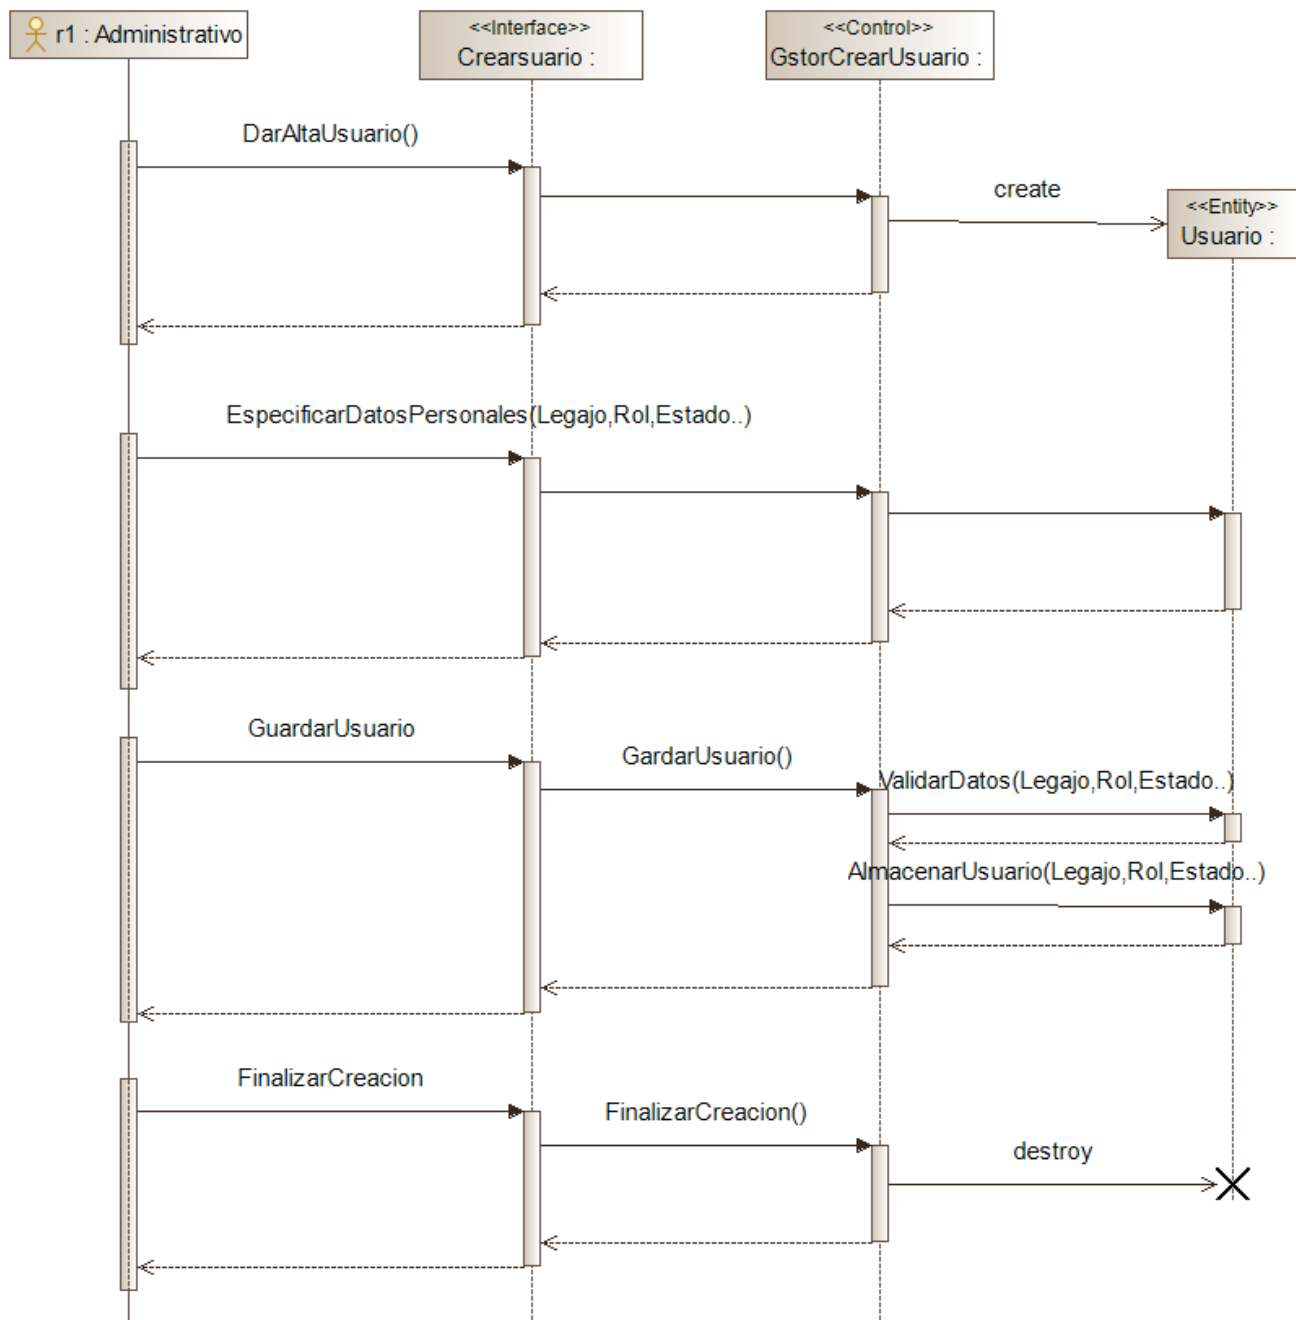 r1 : Administrativo
<<Interface>>
Crearsuario :
<<Control>>
GstorCrearUsuario :
DarAltaUsuario()
create
<<Entity>>
Usuario :
EspecificarDatosPersonales(Legajo,Rol,Estado..)
GuardarUsuario
GardarUsuario()
ValidarDatos(Legajo,Rol,Estado..)
AlmacenarUsuario(Legajo,Rol,Estado..)
FinalizarCreacion
FinalizarCreacion()
destroy